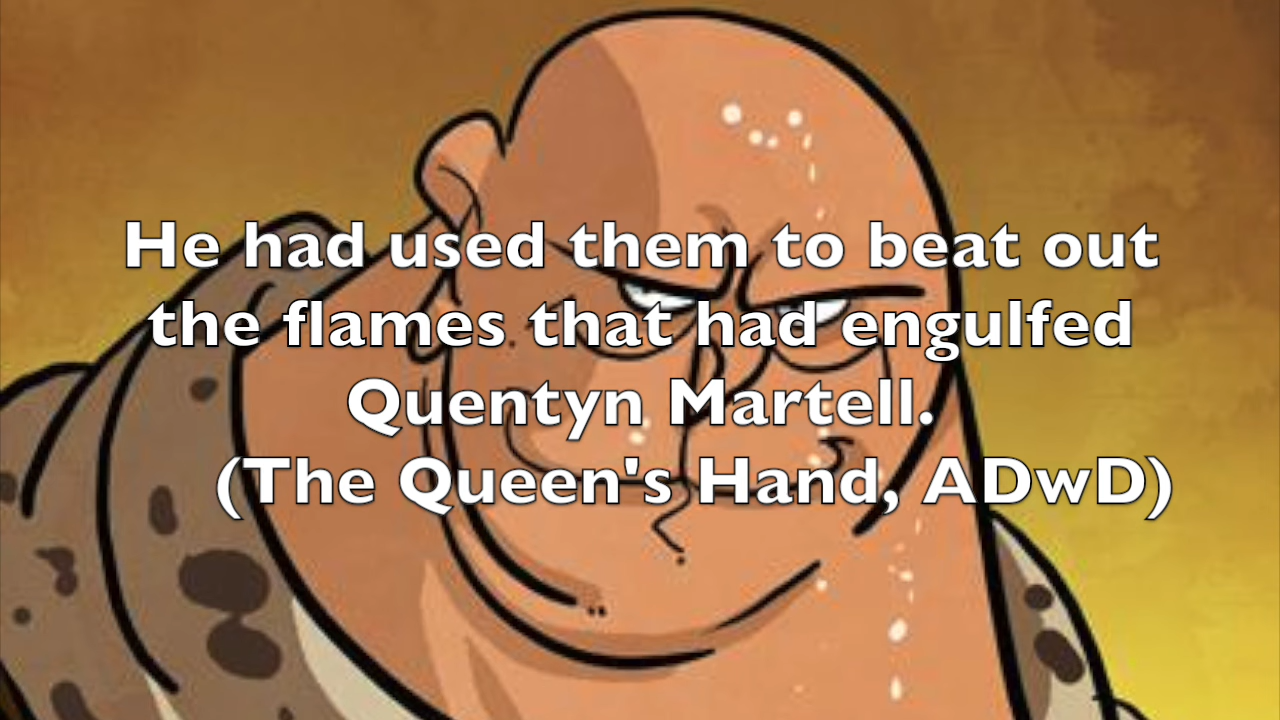 He had used them to beat out
the flames that had engulfed
Quentyn Martell.
(The Queen's Hand, ADwD)